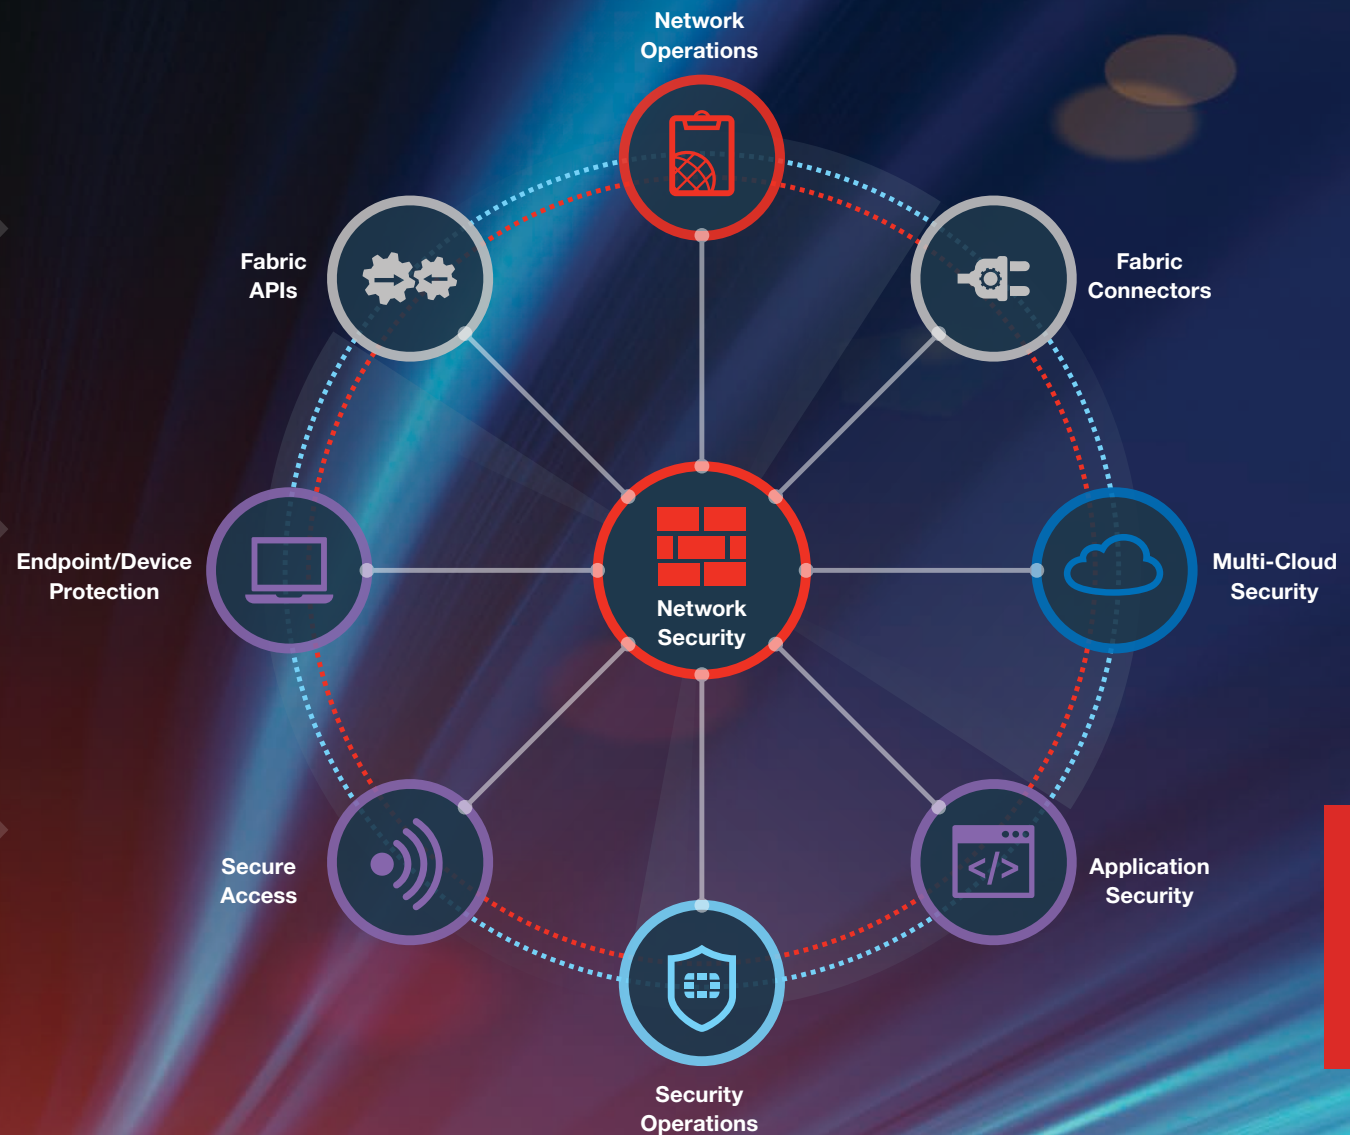 Network
Operations
Fabric
APIs
Fabric
Connectors
Endpoint/Device
Protection
Network
Security
Multi-Cloud
Security
Secure
Access
</>
Application
Security
Security
Operations